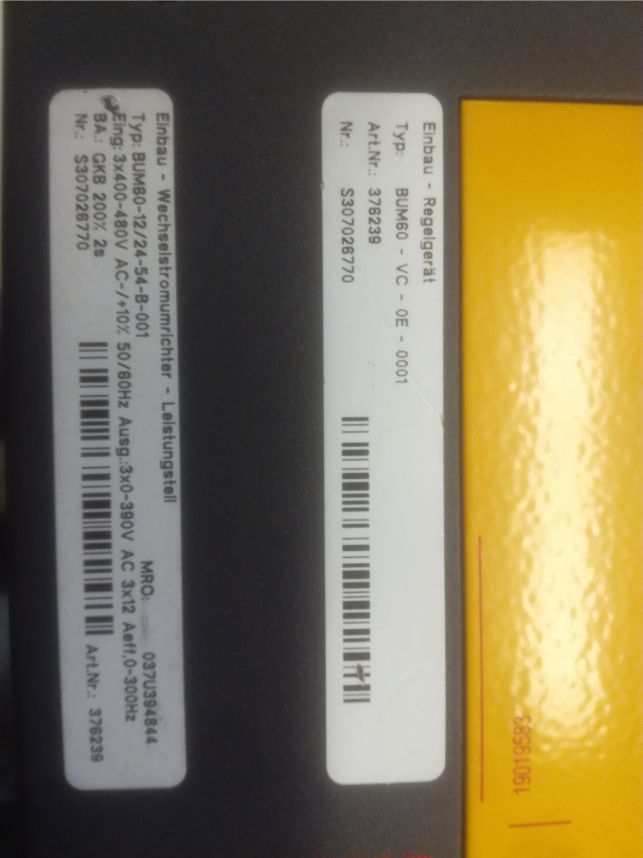 Einbau - Regelgerät
Typ: BUM60 - VC - 0E - 0001
Art.Nr.: 376239
Nr.: S307026770
Einbau - Wechselstromumrichter - Leistungsteil
Typ: BUM60-12/24-54-B-001 MRO: 037U394844
Eing: 3x400-480V AC-/+10% 50/60Hz Ausg.:3x0-390V AC 3x12 Aeff,0-300Hz
BA.: GKB 200% 2s
Nr.: S307026770 Art.Nr.: 376239
19019583